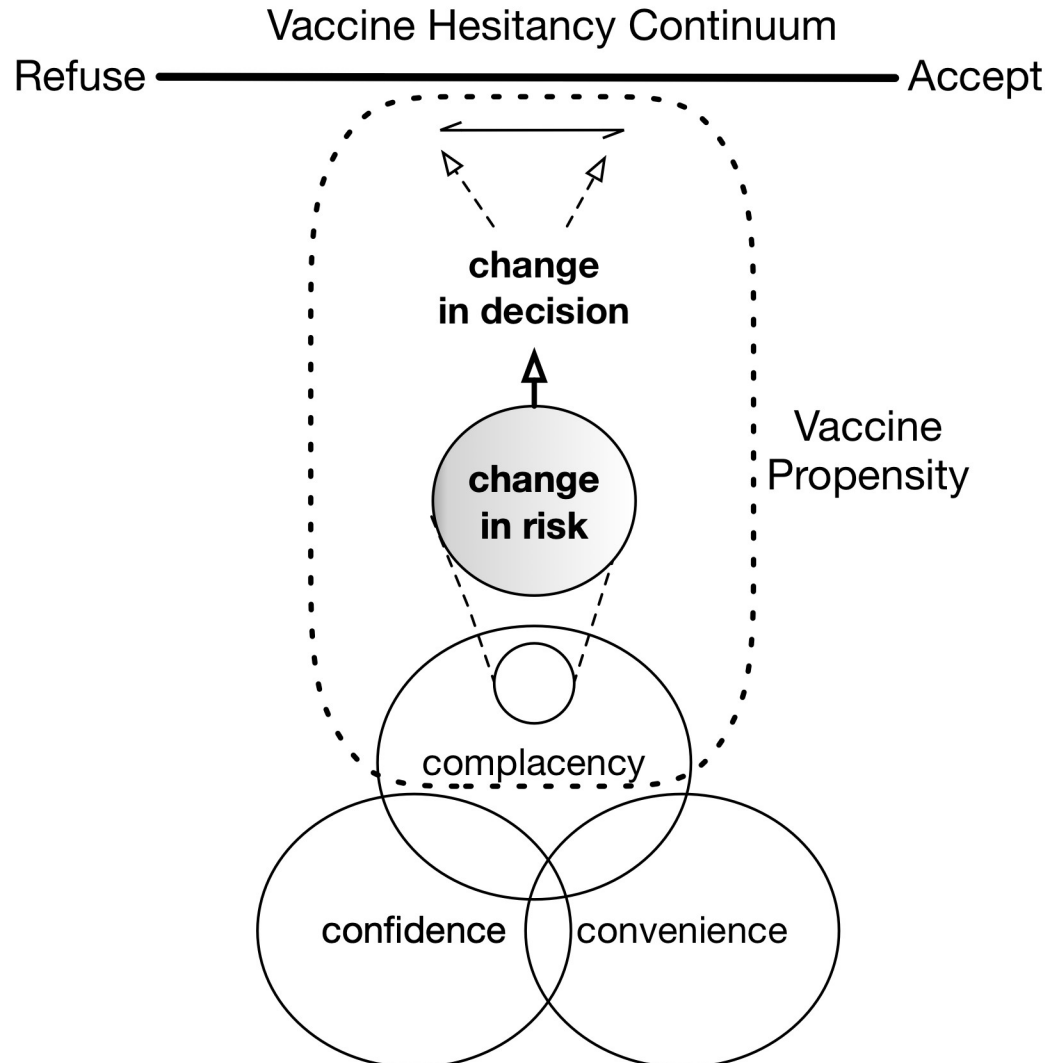 Vaccine Hesitancy Continuum
Refuse
Accept
change
in decision
Vaccine
Propensity
change
in risk
complacency
confidence
convenience